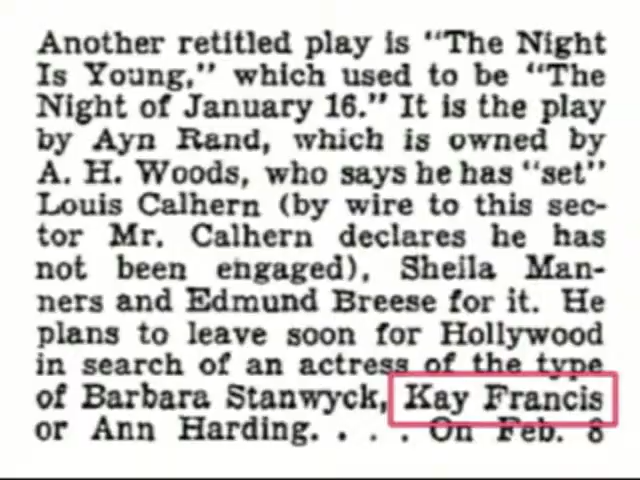 Another retitled play is "The Night
Is Young," which used to be "The
Night of January 16." It is the play
by Ayn Rand, which is owned by
A. H. Woods, who says he has "set"
Louis Calhern (by wire to this sec-
tor Mr. Calhern declares he has
not been engaged), Sheila Man-
ners and Edmund Breese for it. He
plans to leave soon for Hollywood
in search of an actress of the type
of Barbara Stanwyck, Kay Francis
or Ann Harding. . . . On Feb. 8